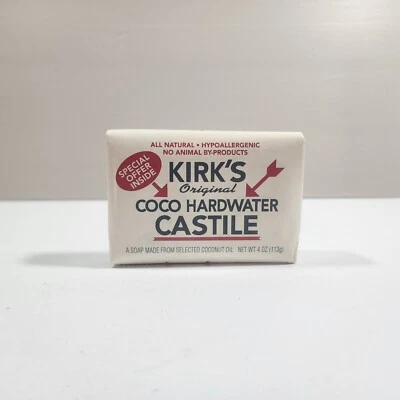 ALL NATURAL • HYPOALLERGENIC
NO ANIMAL BY-PRODUCTS
SPECIAL
OFFER
INSIDE
KIRK'S
Original
COCO HARDWATER
CASTILE
A SOAP MADE FROM SELECTED COCONUT OIL NET WT 4 OZ (113g)